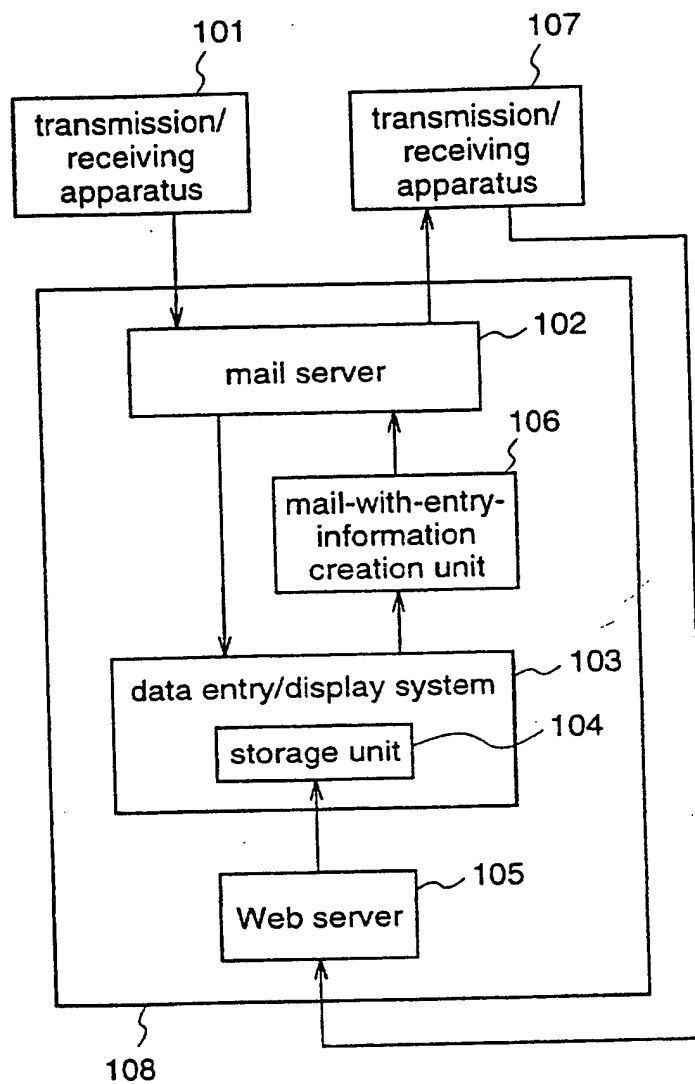 101
107
transmission/
receiving
apparatus
transmission/
receiving
apparatus
102
mail server
106
mail-with-entry-
information
creation unit
103
data entry/display system
104
storage unit
105
Web server
108